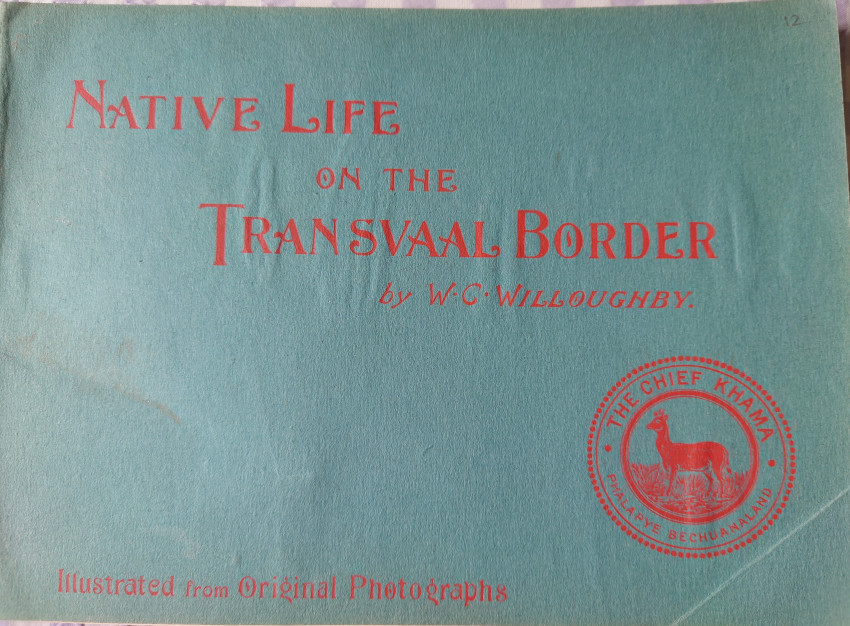 12
NATIVE LIFE
ON THE
TRANSVAAL BORDER
by W·C·WILLOUGHBY.
· THE CHIEF KHAMA ·
PHALAPYE BECHUANALAND
Illustrated from Original Photographs